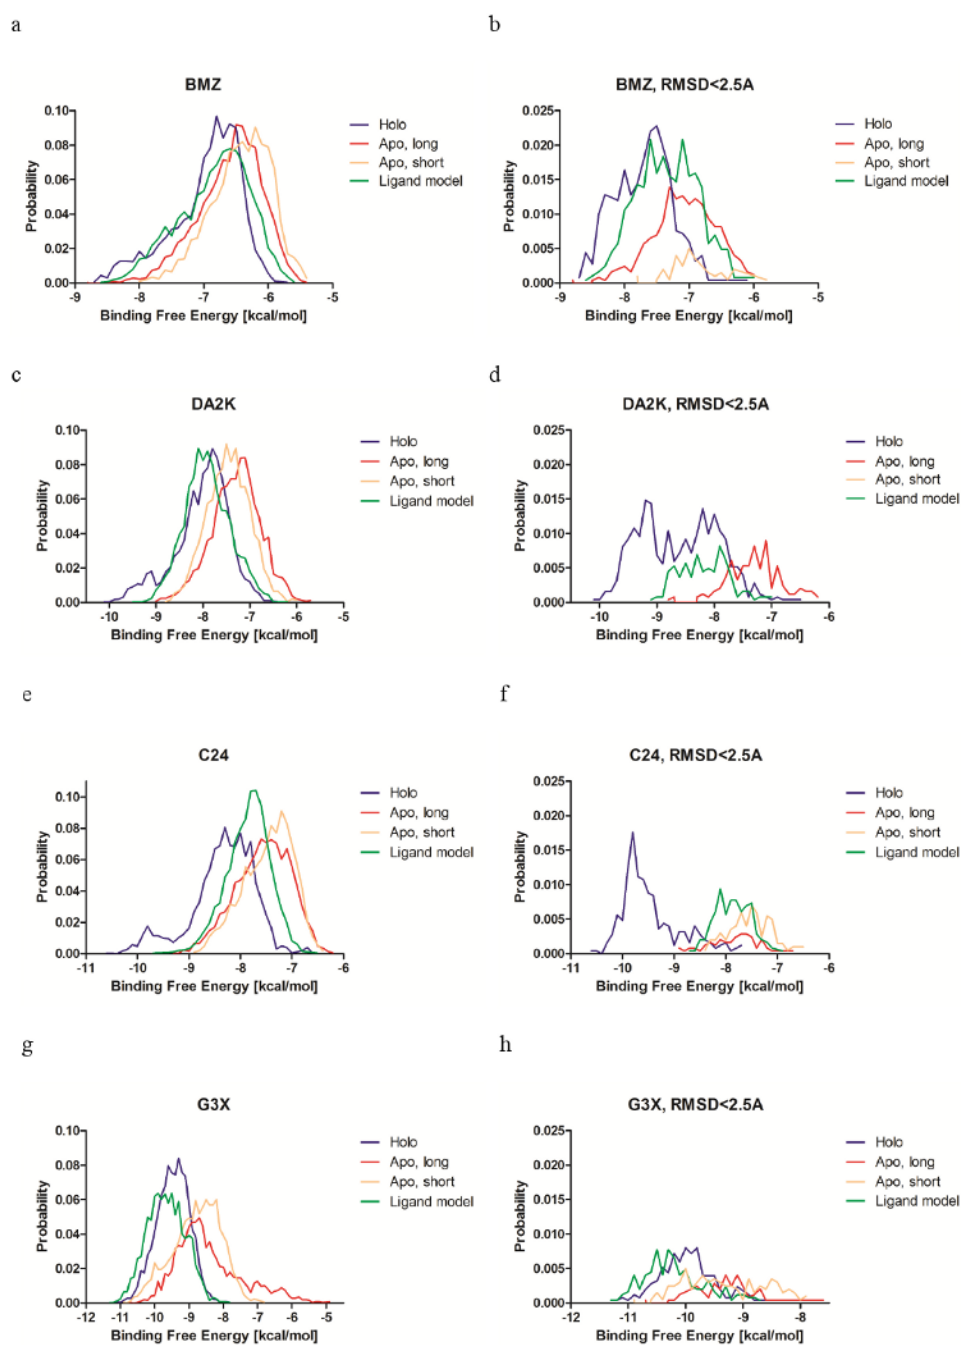 a
b
BMZ
BMZ, RMSD<2.5A
0.10
0.08
0.06
0.04
0.02
0.00
Probability
-9 -8 -7 -6 -5
Binding Free Energy [kcal/mol]
Holo
Apo, long
Apo, short
Ligand model
0.025
0.020
0.015
0.010
0.005
0.000
Probability
-9 -8 -7 -6 -5
Binding Free Energy [kcal/mol]
Holo
Apo, long
Apo, short
Ligand model
c
d
DA2K
DA2K, RMSD<2.5A
0.10
0.08
0.06
0.04
0.02
0.00
Probability
-10 -9 -8 -7 -6 -5
Binding Free Energy [kcal/mol]
Holo
Apo, long
Apo, short
Ligand model
0.025
0.020
0.015
0.010
0.005
0.000
Probability
-10 -9 -8 -7 -6
Binding Free Energy [kcal/mol]
Holo
Apo, long
Apo, short
Ligand model
e
f
C24
C24, RMSD<2.5A
0.10
0.08
0.06
0.04
0.02
0.00
Probability
-11 -10 -9 -8 -7 -6
Binding Free Energy [kcal/mol]
Holo
Apo, long
Apo, short
Ligand model
0.025
0.020
0.015
0.010
0.005
0.000
Probability
-11 -10 -9 -8 -7 -6
Binding Free Energy [kcal/mol]
Holo
Apo, long
Apo, short
Ligand model
g
h
G3X
G3X, RMSD<2.5A
0.10
0.08
0.06
0.04
0.02
0.00
Probability
-12 -11 -10 -9 -8 -7 -6 -5
Binding Free Energy [kcal/mol]
Holo
Apo, long
Apo, short
Ligand model
0.025
0.020
0.015
0.010
0.005
0.000
Probability
-12 -11 -10 -9 -8
Binding Free Energy [kcal/mol]
Holo
Apo, long
Apo, short
Ligand model